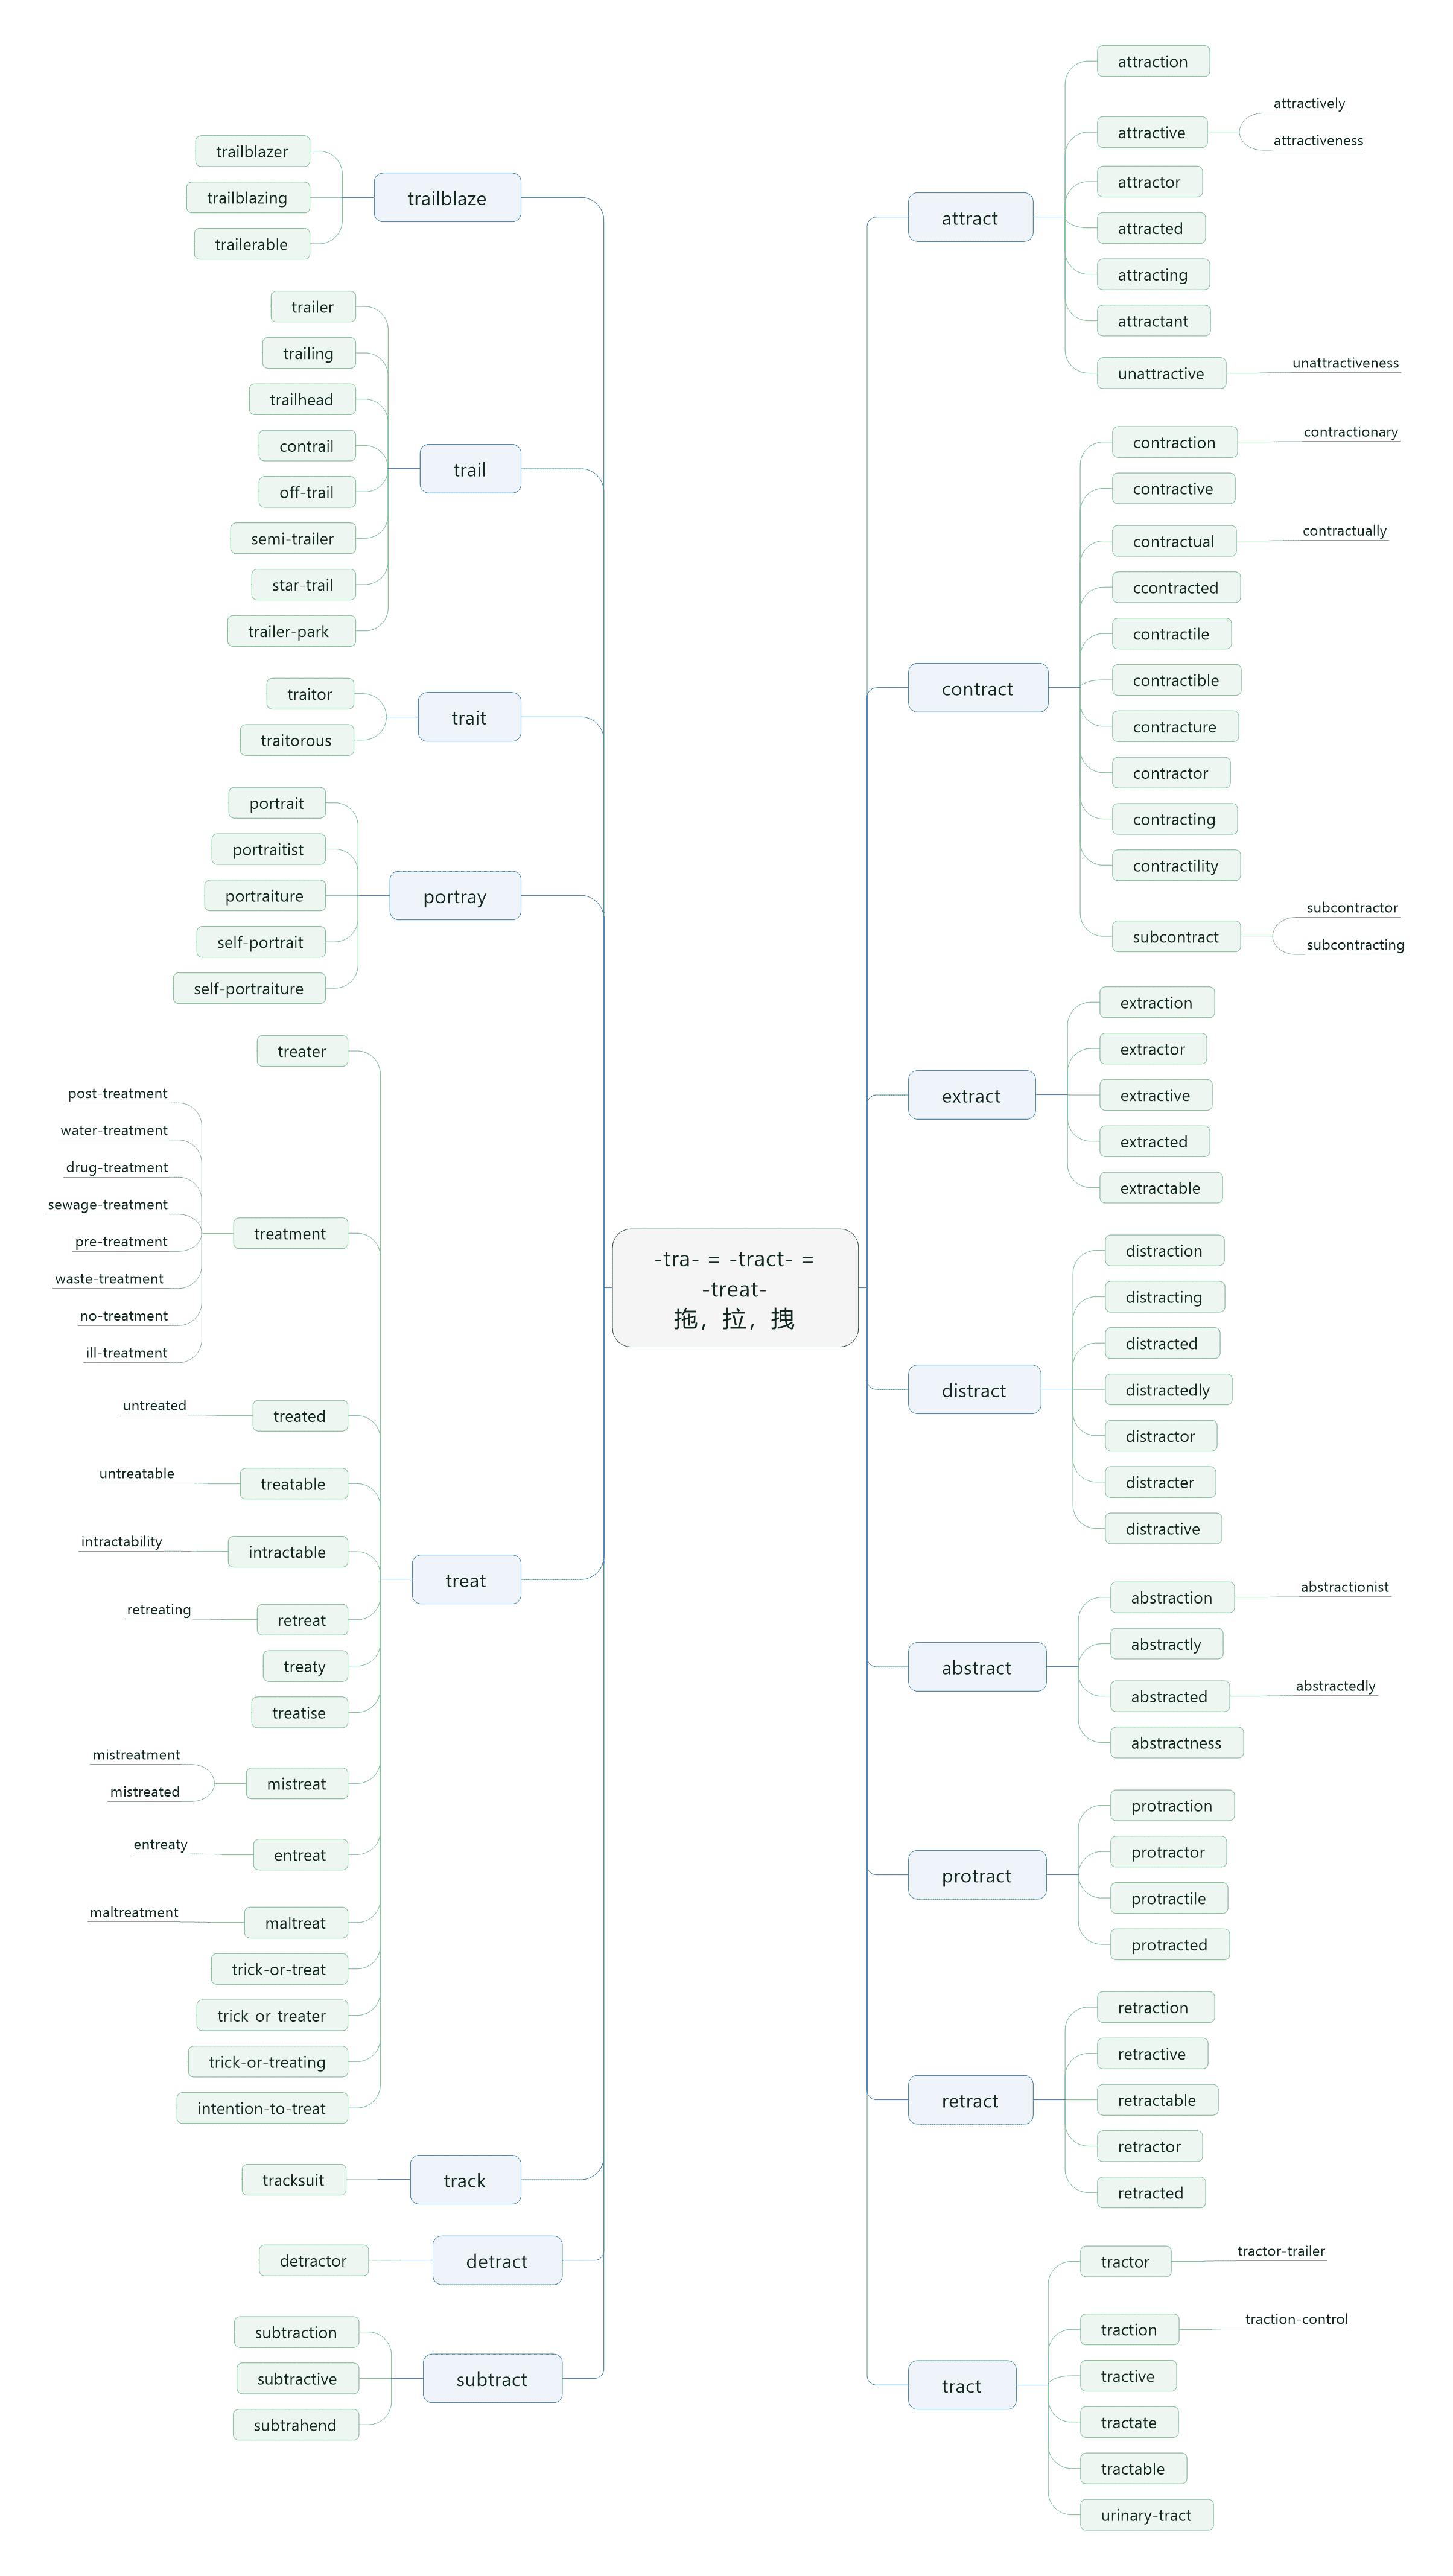 -tra- = -tract- =
-treat-
拖，拉，拽
attract
attraction
attractive
attractively
attractiveness
attractor
attracted
attracting
attractant
unattractive
unattractiveness
contract
contraction
contractionary
contractive
contractual
contractually
ccontracted
contractile
contractible
contracture
contractor
contracting
contractility
subcontract
subcontractor
subcontracting
extract
extraction
extractor
extractive
extracted
extractable
distract
distraction
distracting
distracted
distractedly
distractor
distracter
distractive
abstract
abstraction
abstractionist
abstractly
abstracted
abstractedly
abstractness
protract
protraction
protractor
protractile
protracted
retract
retraction
retractive
retractable
retractor
retracted
tract
tractor
tractor-trailer
traction
traction-control
tractive
tractate
tractable
urinary-tract
trailblaze
trailblazer
trailblazing
trailerable
trail
trailer
trailing
trailhead
contrail
off-trail
semi-trailer
star-trail
trailer-park
trait
traitor
traitorous
portray
portrait
portraitist
portraiture
self-portrait
self-portraiture
treat
treater
treatment
post-treatment
water-treatment
drug-treatment
sewage-treatment
pre-treatment
waste-treatment
no-treatment
ill-treatment
treated
untreated
treatable
untreatable
intractable
intractability
retreat
retreating
treaty
treatise
mistreat
mistreatment
mistreated
entreat
entreaty
maltreat
maltreatment
trick-or-treat
trick-or-treater
trick-or-treating
intention-to-treat
track
tracksuit
detract
detractor
subtract
subtraction
subtractive
subtrahend